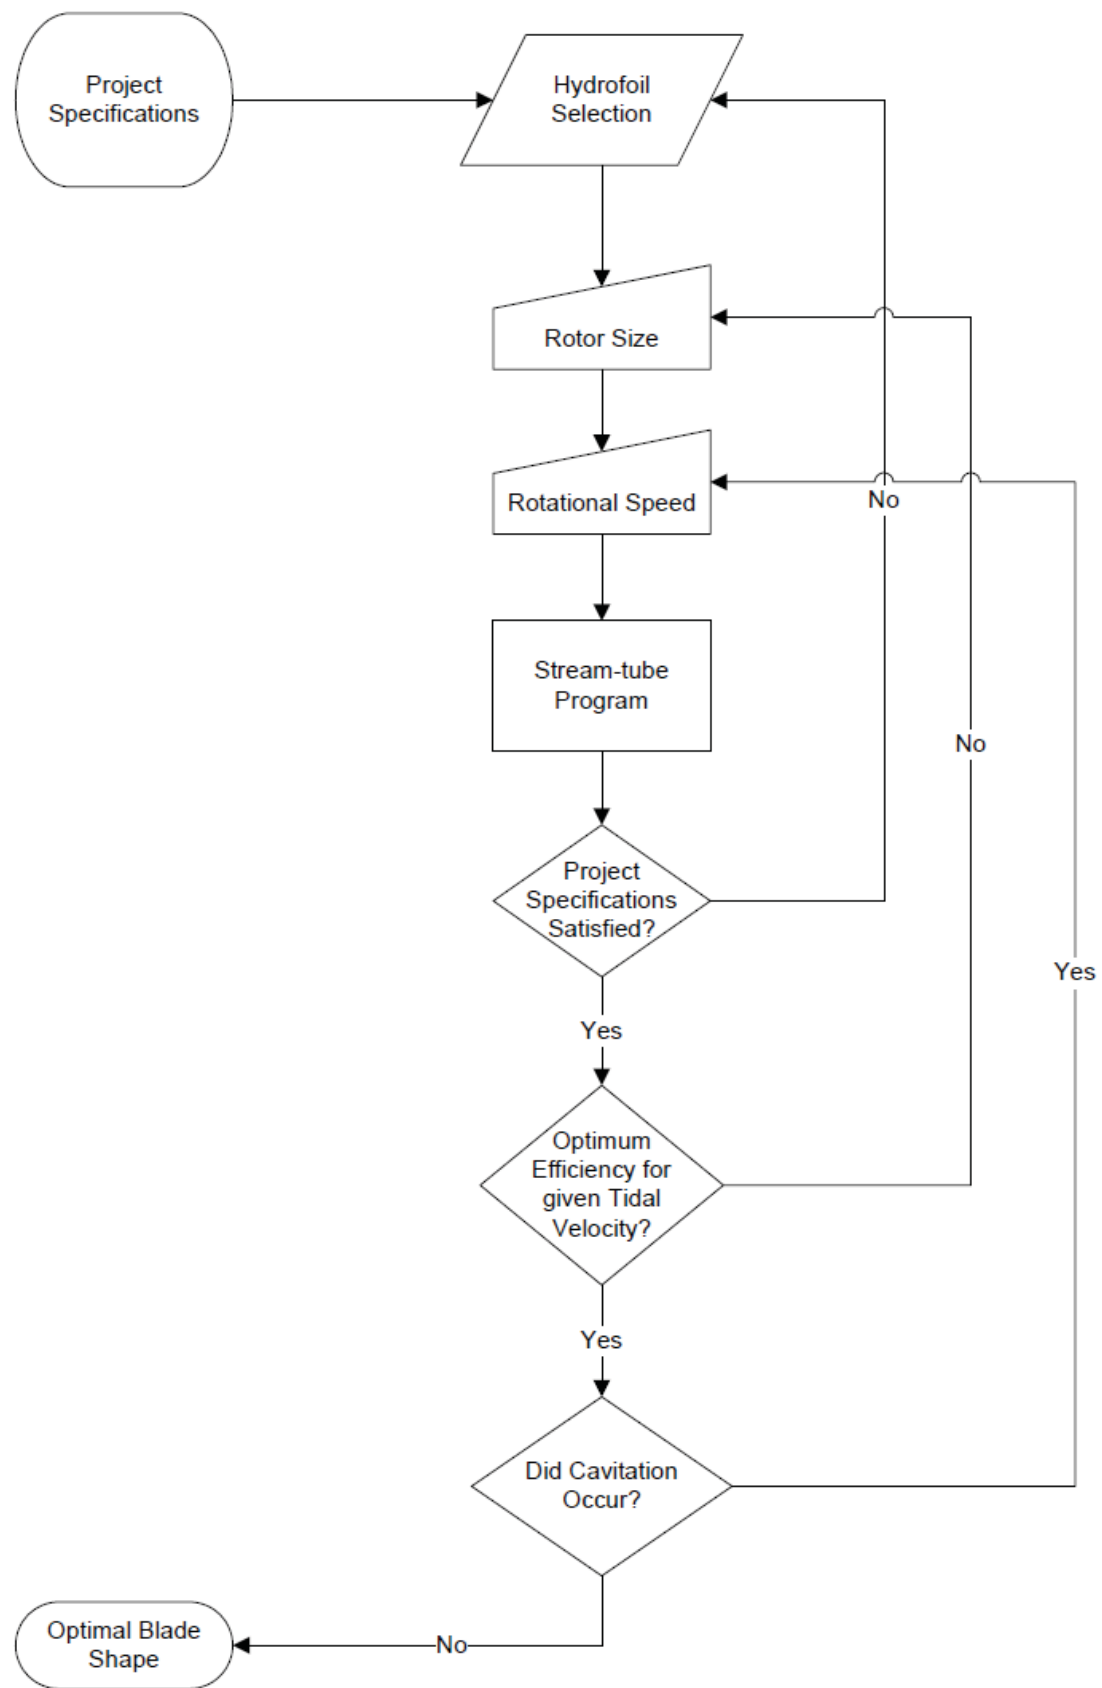 Project
Specifications
Hydrofoil
Selection
Rotor Size
Rotational Speed
No
Stream-tube
Program
No
Project
Specifications
Satisfied?
Yes
Yes
Optimum
Efficiency for
given Tidal
Velocity?
Yes
Did Cavitation
Occur?
Optimal Blade
Shape
No